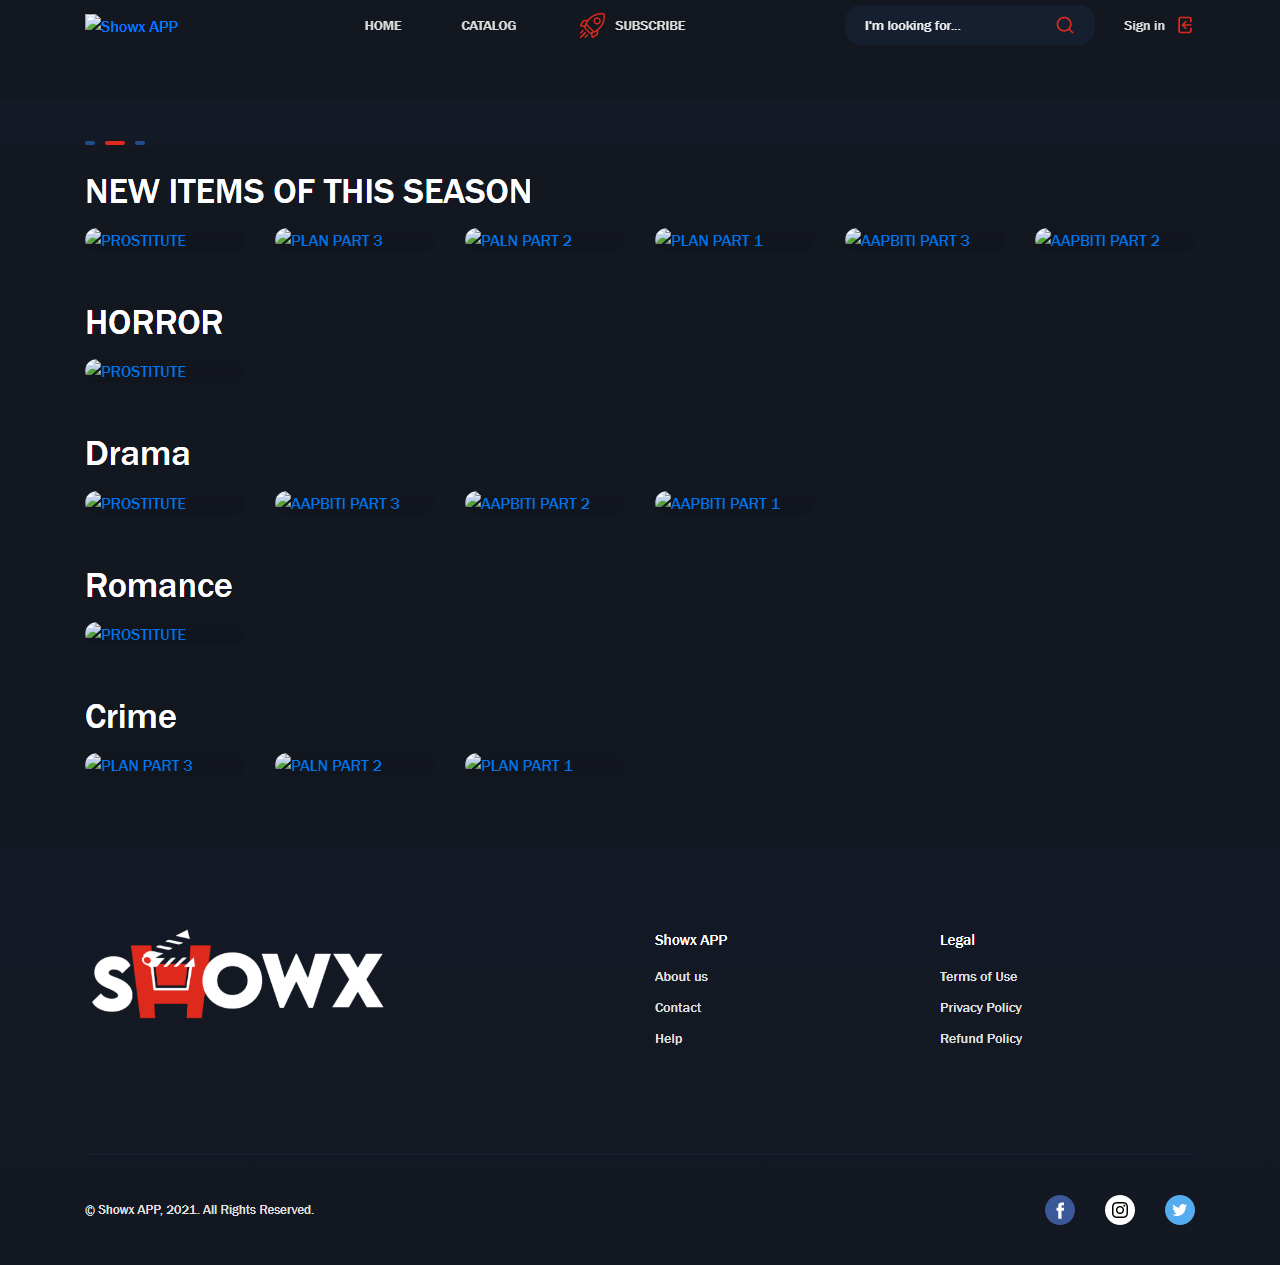 Showx APP
HOME
CATALOG
SUBSCRIBE
I'm looking for...
Sign in
NEW ITEMS OF THIS SEASON
PROSTITUTE
PLAN PART 3
PALN PART 2
PLAN PART 1
AAPBITI PART 3
AAPBITI PART 2
HORROR
PROSTITUTE
Drama
PROSTITUTE
AAPBITI PART 3
AAPBITI PART 2
AAPBITI PART 1
Romance
PROSTITUTE
Crime
PLAN PART 3
PALN PART 2
PLAN PART 1
SHOWX
Showx APP
About us
Contact
Help
Legal
Terms of Use
Privacy Policy
Refund Policy
© Showx APP, 2021. All Rights Reserved.